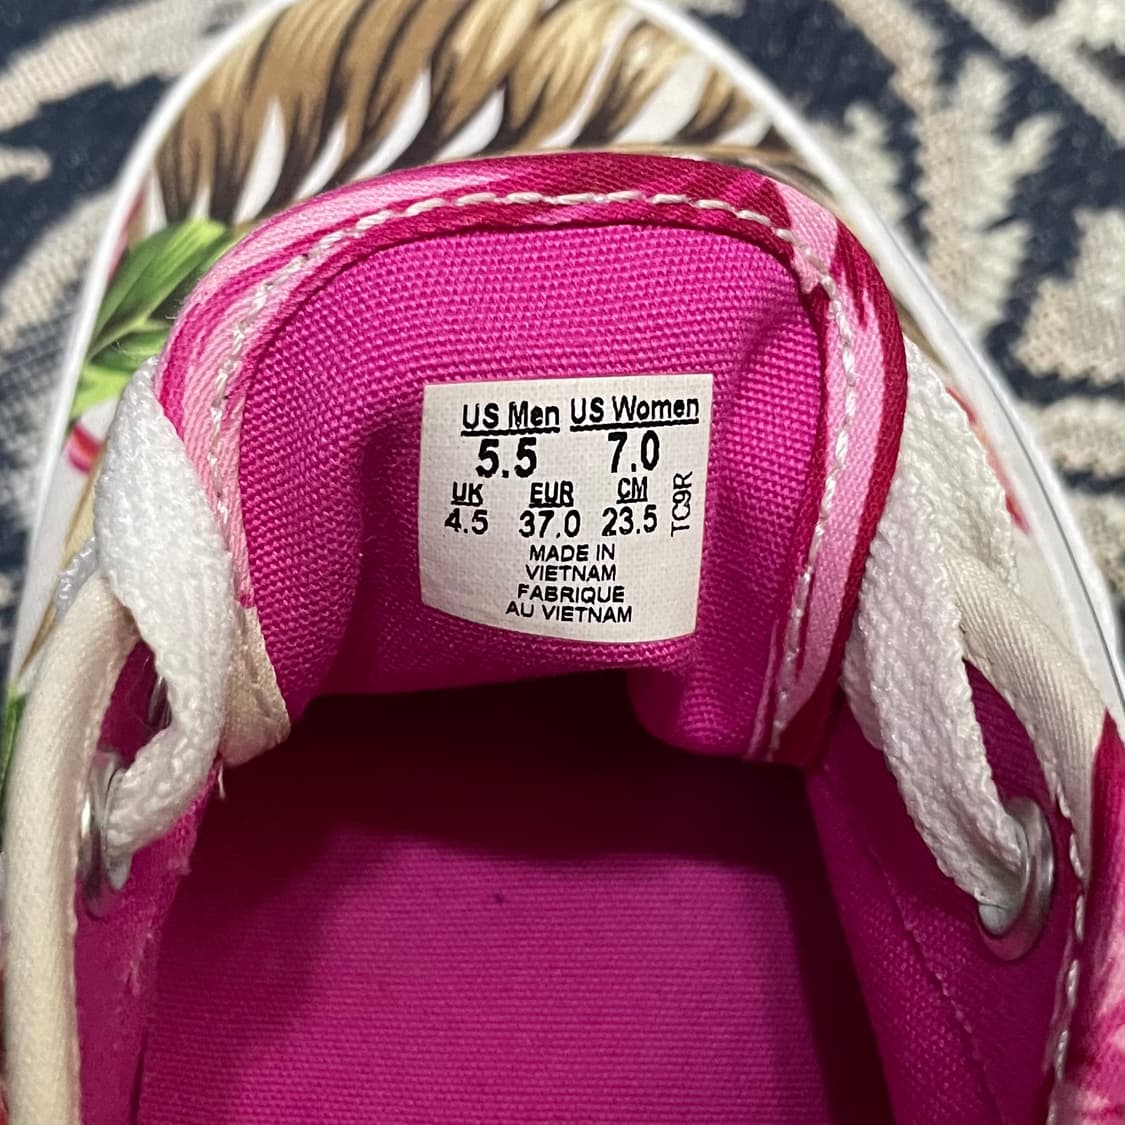 US Men US Women
5.5 7.0
UK EUR CM
4.5 37.0 23.5
TC9R
MADE IN
VIETNAM
FABRIQUE
AU VIETNAM